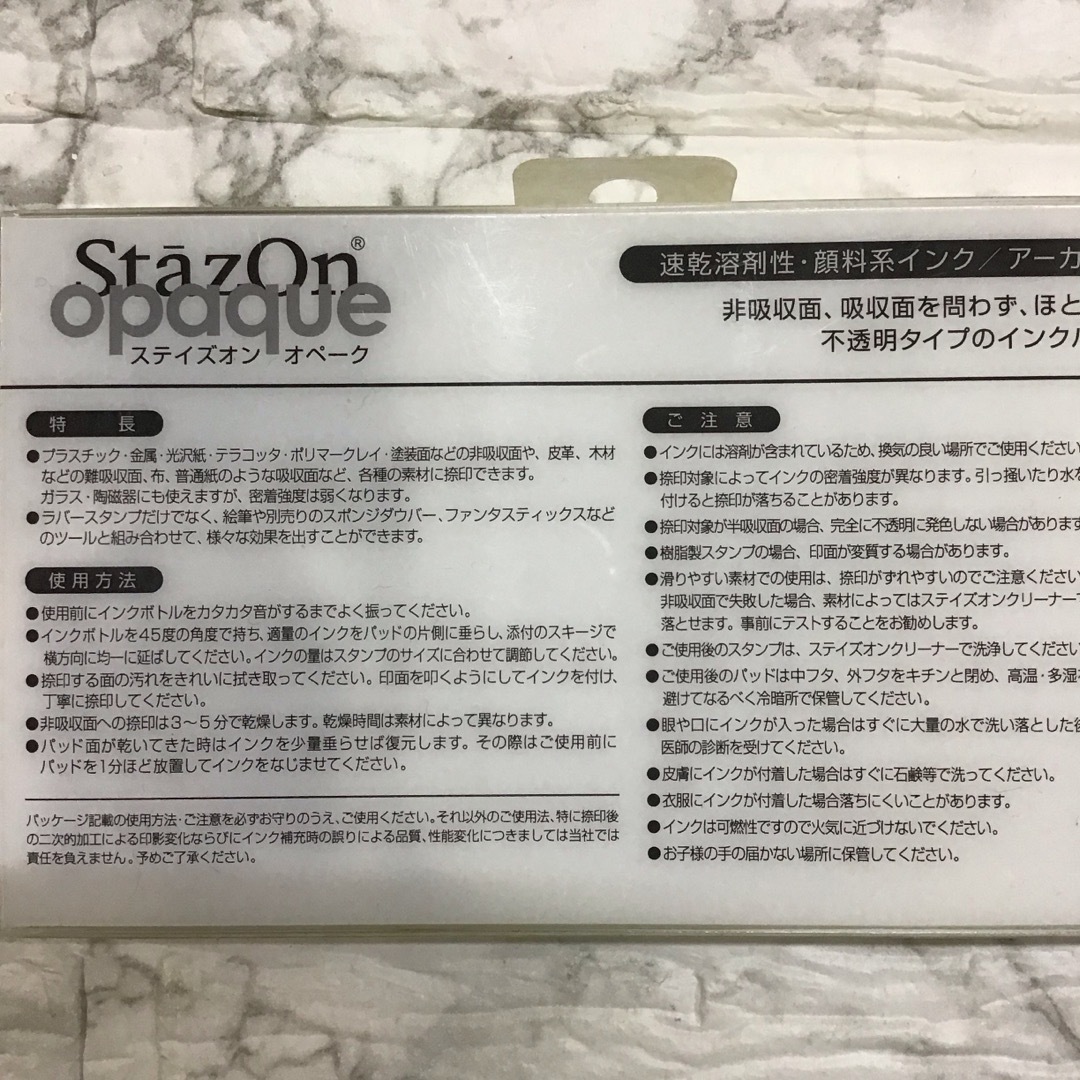 StāzOn®
opaque
ステイズオン オペーク
速乾溶剤性・顔料系インク/アーカ
非吸収面、吸収面を問わず、ほと
不透明タイプのインク
特 長
●プラスチック・金属・光沢紙・テラコッタ・ポリマークレイ・塗装面などの非吸収面や、皮革、木材
などの難吸収面、布、普通紙のような吸収面など、各種の素材に捺印できます。
ガラス・陶磁器にも使えますが、密着強度は弱くなります。
●ラバースタンプだけでなく、絵筆や別売りのスポンジダウバー、ファンタスティックスなど
のツールと組み合わせて、様々な効果を出すことができます。
使用方法
●使用前にインクボトルをカタカタ音がするまでよく振ってください。
●インクボトルを45度の角度で持ち、適量のインクをパッドの片側に垂らし、添付のスキージで
横方向に均一に延ばしてください。インクの量はスタンプのサイズに合わせて調節してください。
●捺印する面の汚れをきれいに拭き取ってください。印面を叩くようにしてインクを付け、
丁寧に捺印してください。
●非吸収面への捺印は3〜5分で乾燥します。乾燥時間は素材によって異なります。
●パッド面が乾いてきた時はインクを少量垂らせば復元します。その際はご使用前に
パッドを1分ほど放置してインクをなじませてください。
パッケージ記載の使用方法・ご注意を必ずお守りのうえ、ご使用ください。それ以外のご使用法、特に捺印後
の二次的加工による印影変化ならびにインク補充時の誤りによる品質、性能変化につきましては当社では
責任を負えません。予めご了承ください。
ご注意
●インクには溶剤が含まれているため、換気の良い場所でご使用ください
●捺印対象によってインクの密着強度が異なります。引っ掻いたり水を
付けると捺印が落ちることがあります。
●捺印対象が半吸収面の場合、完全に不透明に発色しない場合があります
●樹脂製スタンプの場合、印面が変質する場合があります。
●滑りやすい素材での使用は、捺印がずれやすいのでご注意ください
非吸収面で失敗した場合、素材によってはステイズオンクリーナーで
落とせます。事前にテストすることをお勧めします。
●ご使用後のスタンプは、ステイズオンクリーナーで洗浄してください
●ご使用後のパッドは中フタ、外フタをキチンと閉め、高温・多湿
避けてなるべく冷暗所で保管してください。
●眼や口にインクが入った場合はすぐに大量の水で洗い落とした後
医師の診断を受けてください。
●皮膚にインクが付着した場合はすぐに石鹸等で洗ってください。
●衣服にインクが付着した場合落ちにくいことがあります。
●インクは可燃性ですので火気に近づけないでください。
●お子様の手の届かない場所に保管してください。